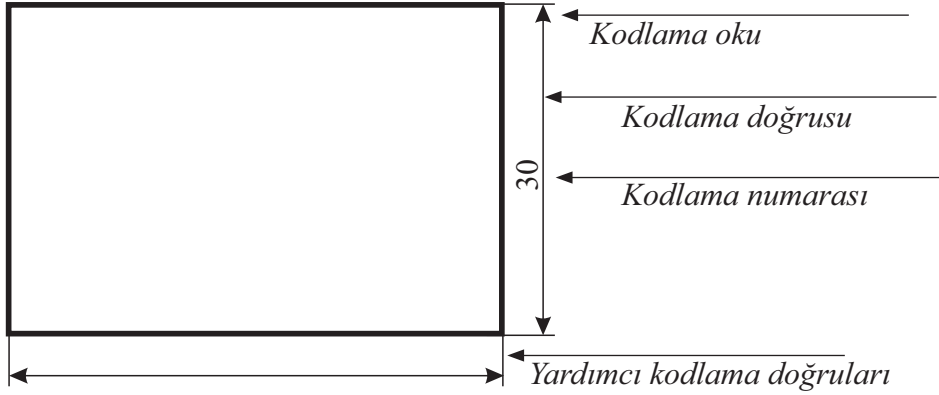 Kodlama oku
Kodlama doğrusu
30
Kodlama numarası
Yardımcı kodlama doğruları